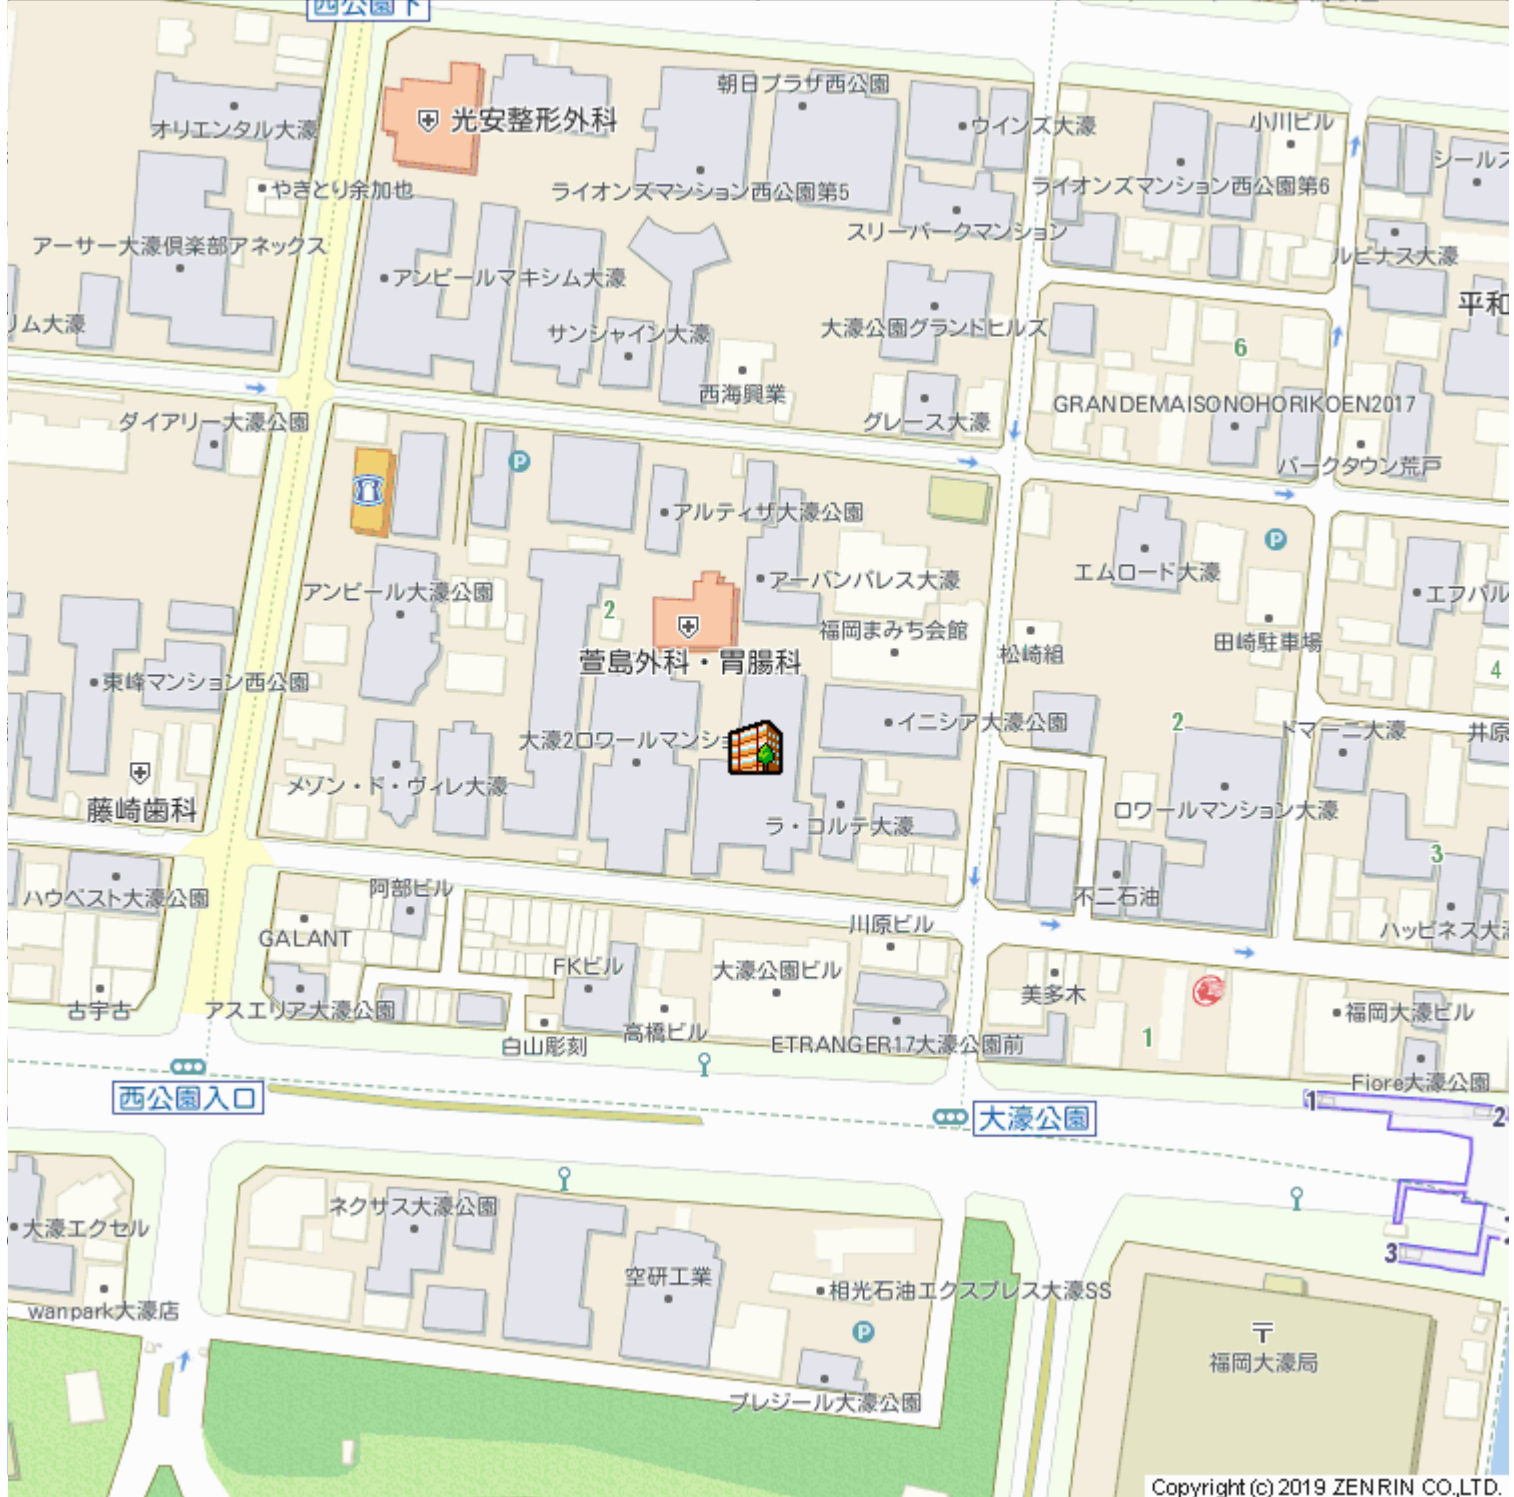 西公園下
朝日プラザ西公園
光安整形外科
オリエンタル大濠
ウインズ大濠
小川ビル
シールズ
やきとり余加也
ライオンズマンション西公園第5
ライオンズマンション西公園第6
スリーパークマンション
アーサー大濠倶楽部アネックス
ルピナス大濠
アンピールマキシム大濠
平和
リム大濠
サンシャイン大濠
大濠公園グランドヒルズ
6
西海興業
GRANDEMAISONOHORIKOEN2017
ダイアリー大濠公園
グレース大濠
P
パークタウン荒戸
アルティザ大濠公園
P
エムロード大濠
アーバンパレス大濠
アンピール大濠公園
エフパル
2
福岡まみち会館
田崎駐車場
松崎組
萱島外科・胃腸科
4
東峰マンション西公園
イニシア大濠公園
2
ドマーニ大濠
井原
大濠2ロワールマンショ
メゾン・ド・ヴィレ大濠
藤崎歯科
ロワールマンション大濠
ラ・コルテ大濠
3
ハウベスト大濠公園
阿部ビル
不二石油
川原ビル
GALANT
ハッピネス大濠
FKビル
大濠公園ビル
美多木
古宇古
アスエリア大濠公園
福岡大濠ビル
高橋ビル
白山彫刻
ETRANGER17大濠公園前
1
Fiore大濠公園
西公園入口
大濠公園
1
2
ネクサス大濠公園
大濠エクセル
3
空研工業
相光石油エクスプレス大濠SS
wanpark大濠店
P
〒
福岡大濠局
プレジール大濠公園
Copyright (c) 2019 ZENRIN CO.,LTD.